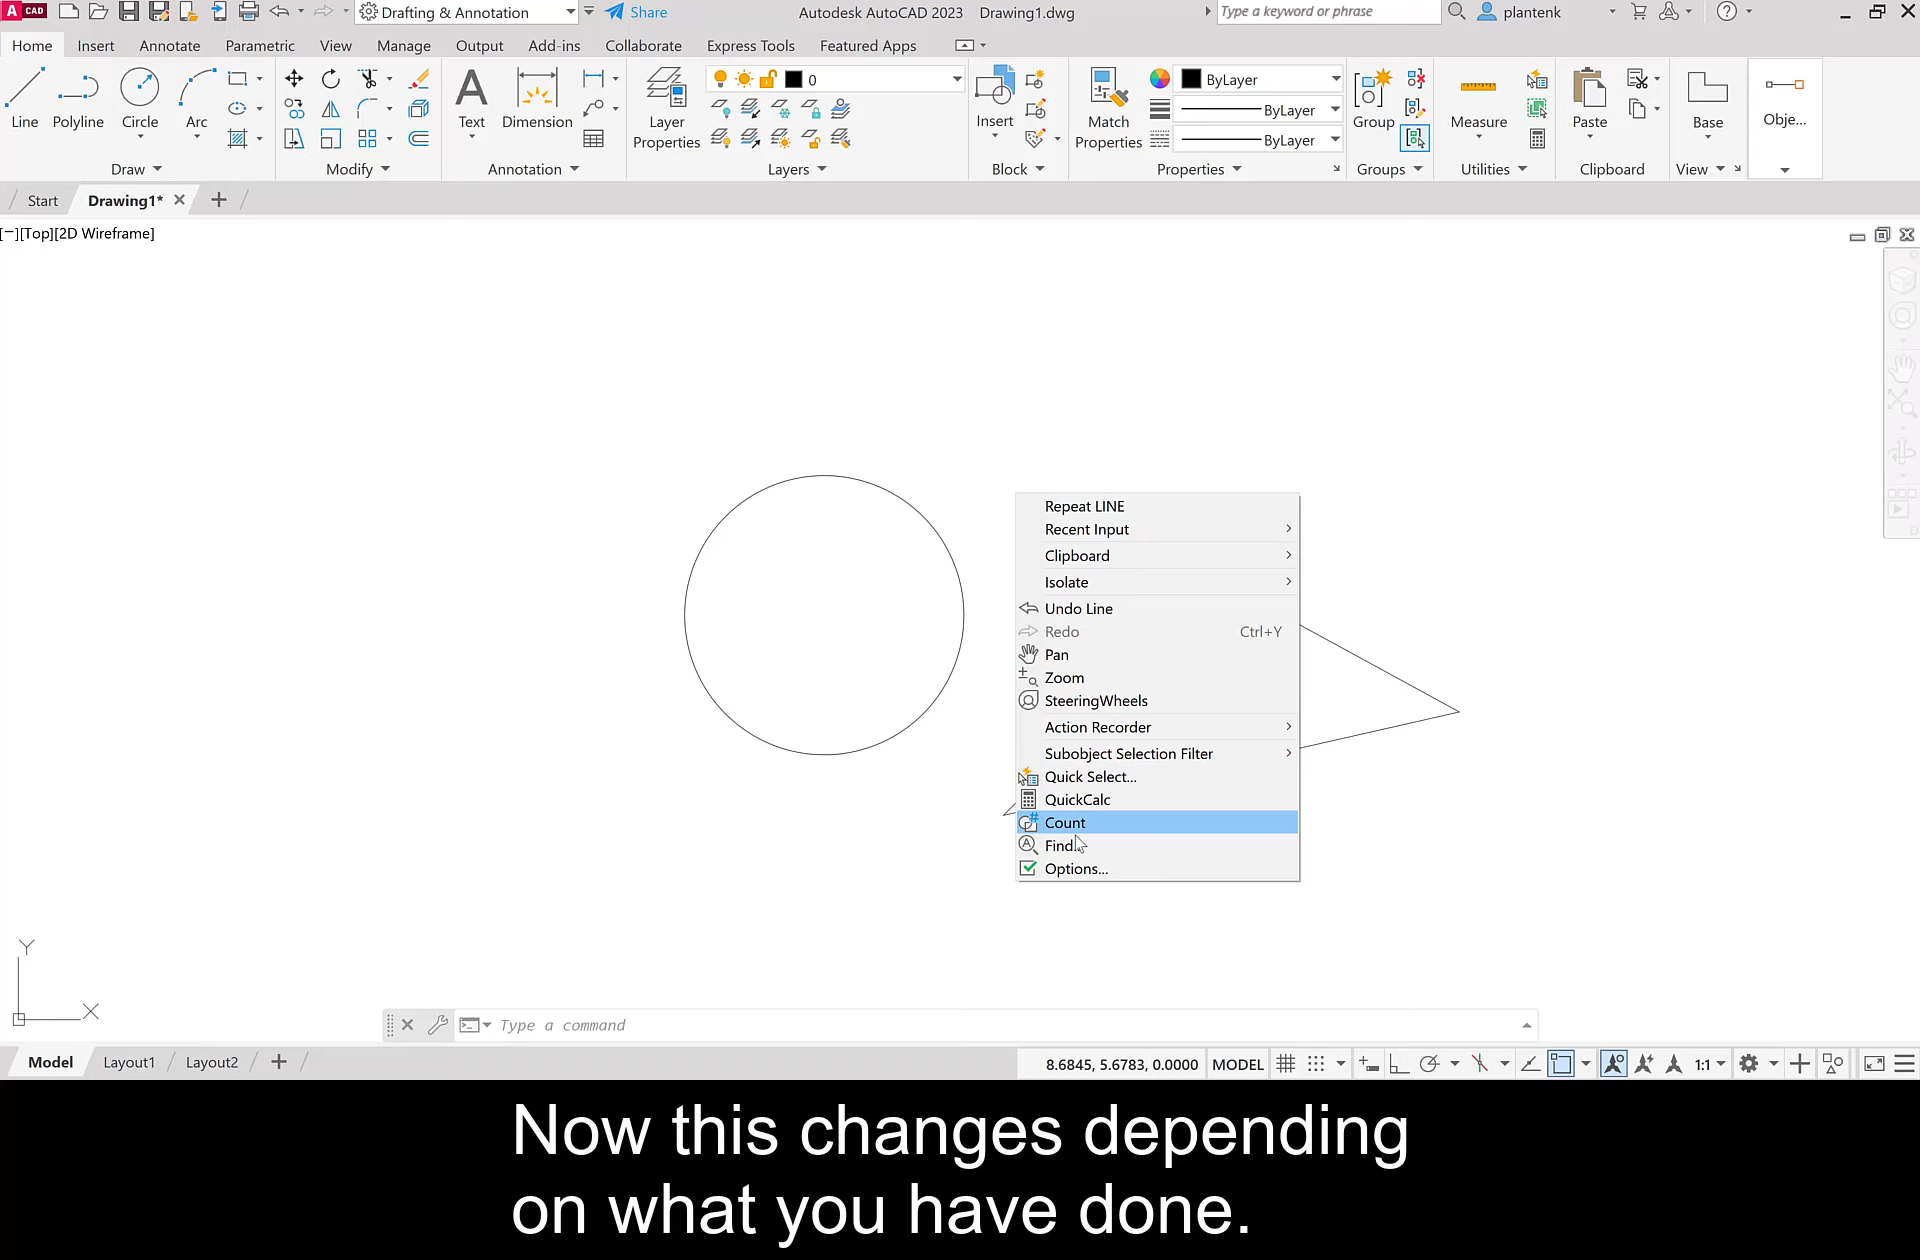 A CAD
Drafting & Annotation
Share
Autodesk AutoCAD 2023 Drawing1.dwg
Type a keyword or phrase
plantenk
Home Insert Annotate Parametric View Manage Output Add-ins Collaborate Express Tools Featured Apps
Line Polyline Circle Arc
Text Dimension
Layer Properties
0
Insert
Match Properties
ByLayer
ByLayer
ByLayer
Group
Measure
Paste
Base
Obje...
Draw Modify Annotation Layers Block Properties Groups Utilities Clipboard View
Start Drawing1*
[−][Top][2D Wireframe]
Repeat LINE
Recent Input
Clipboard
Isolate
Undo Line
Redo Ctrl+Y
Pan
Zoom
SteeringWheels
Action Recorder
Subobject Selection Filter
Quick Select...
QuickCalc
Count
Find...
Options...
Y
X
Type a command
Model Layout1 Layout2
8.6845, 5.6783, 0.0000 MODEL
1:1
Now this changes depending
on what you have done.